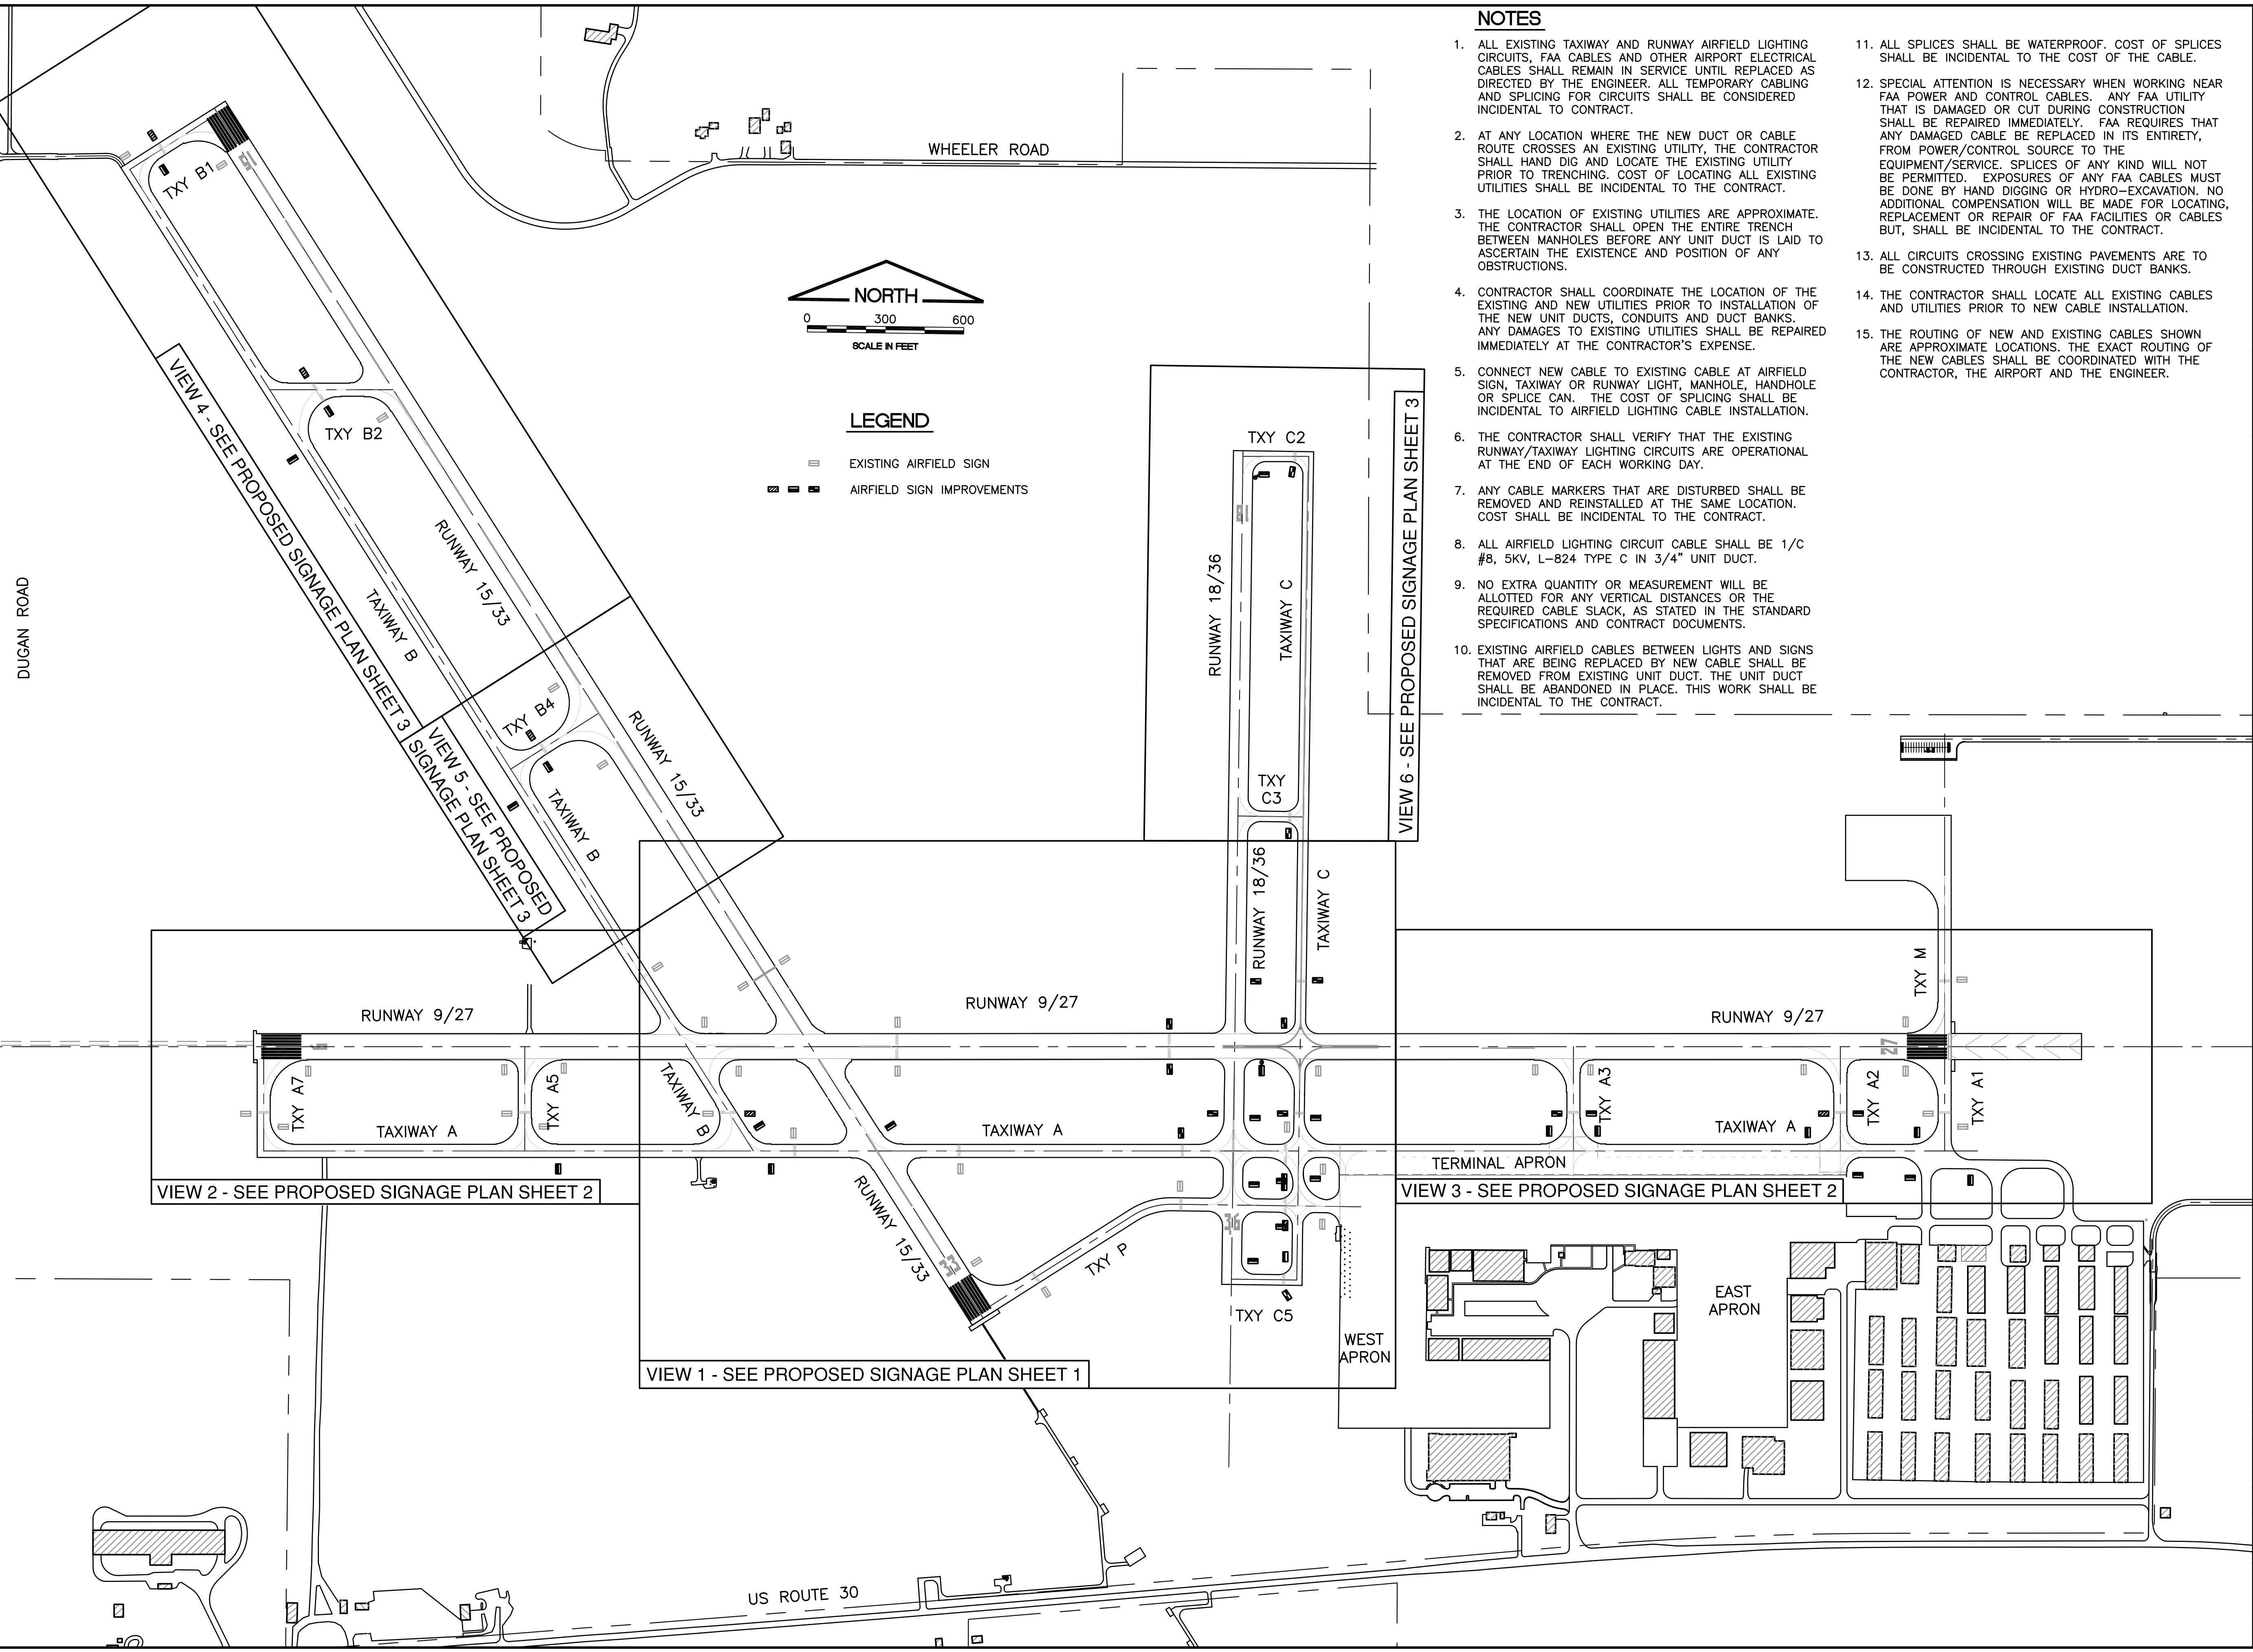 NOTES
1. ALL EXISTING TAXIWAY AND RUNWAY AIRFIELD LIGHTING
CIRCUITS, FAA CABLES AND OTHER AIRPORT ELECTRICAL
CABLES SHALL REMAIN IN SERVICE UNTIL REPLACED AS
DIRECTED BY THE ENGINEER. ALL TEMPORARY CABLING
AND SPLICING FOR CIRCUITS SHALL BE CONSIDERED
INCIDENTAL TO CONTRACT.
2. AT ANY LOCATION WHERE THE NEW DUCT OR CABLE
ROUTE CROSSES AN EXISTING UTILITY, THE CONTRACTOR
SHALL HAND DIG AND LOCATE THE EXISTING UTILITY
PRIOR TO TRENCHING. COST OF LOCATING ALL EXISTING
UTILITIES SHALL BE INCIDENTAL TO THE CONTRACT.
3. THE LOCATION OF EXISTING UTILITIES ARE APPROXIMATE.
THE CONTRACTOR SHALL OPEN THE ENTIRE TRENCH
BETWEEN MANHOLES BEFORE ANY UNIT DUCT IS LAID TO
ASCERTAIN THE EXISTENCE AND POSITION OF ANY
OBSTRUCTIONS.
4. CONTRACTOR SHALL COORDINATE THE LOCATION OF THE
EXISTING AND NEW UTILITIES PRIOR TO INSTALLATION OF
THE NEW UNIT DUCTS, CONDUITS AND DUCT BANKS.
ANY DAMAGES TO EXISTING UTILITIES SHALL BE REPAIRED
IMMEDIATELY AT THE CONTRACTOR'S EXPENSE.
5. CONNECT NEW CABLE TO EXISTING CABLE AT AIRFIELD
SIGN, TAXIWAY OR RUNWAY LIGHT, MANHOLE, HANDHOLE
OR SPLICE CAN. THE COST OF SPLICING SHALL BE
INCIDENTAL TO AIRFIELD LIGHTING CABLE INSTALLATION.
6. THE CONTRACTOR SHALL VERIFY THAT THE EXISTING
RUNWAY/TAXIWAY LIGHTING CIRCUITS ARE OPERATIONAL
AT THE END OF EACH WORKING DAY.
7. ANY CABLE MARKERS THAT ARE DISTURBED SHALL BE
REMOVED AND REINSTALLED AT THE SAME LOCATION.
COST SHALL BE INCIDENTAL TO THE CONTRACT.
8. ALL AIRFIELD LIGHTING CIRCUIT CABLE SHALL BE 1/C
#8, 5KV, L-824 TYPE C IN 3/4" UNIT DUCT.
9. NO EXTRA QUANTITY OR MEASUREMENT WILL BE
ALLOTTED FOR ANY VERTICAL DISTANCES OR THE
REQUIRED CABLE SLACK, AS STATED IN THE STANDARD
SPECIFICATIONS AND CONTRACT DOCUMENTS.
10. EXISTING AIRFIELD CABLES BETWEEN LIGHTS AND SIGNS
THAT ARE BEING REPLACED BY NEW CABLE SHALL BE
REMOVED FROM EXISTING UNIT DUCT. THE UNIT DUCT
SHALL BE ABANDONED IN PLACE. THIS WORK SHALL BE
INCIDENTAL TO THE CONTRACT.
11. ALL SPLICES SHALL BE WATERPROOF. COST OF SPLICES
SHALL BE INCIDENTAL TO THE COST OF THE CABLE.
12. SPECIAL ATTENTION IS NECESSARY WHEN WORKING NEAR
FAA POWER AND CONTROL CABLES. ANY FAA UTILITY
THAT IS DAMAGED OR CUT DURING CONSTRUCTION
SHALL BE REPAIRED IMMEDIATELY. FAA REQUIRES THAT
ANY DAMAGED CABLE BE REPLACED IN ITS ENTIRETY,
FROM POWER/CONTROL SOURCE TO THE
EQUIPMENT/SERVICE. SPLICES OF ANY KIND WILL NOT
BE PERMITTED. EXPOSURES OF ANY FAA CABLES MUST
BE DONE BY HAND DIGGING OR HYDRO-EXCAVATION. NO
ADDITIONAL COMPENSATION WILL BE MADE FOR LOCATING,
REPLACEMENT OR REPAIR OF FAA FACILITIES OR CABLES
BUT, SHALL BE INCIDENTAL TO THE CONTRACT.
13. ALL CIRCUITS CROSSING EXISTING PAVEMENTS ARE TO
BE CONSTRUCTED THROUGH EXISTING DUCT BANKS.
14. THE CONTRACTOR SHALL LOCATE ALL EXISTING CABLES
AND UTILITIES PRIOR TO NEW CABLE INSTALLATION.
15. THE ROUTING OF NEW AND EXISTING CABLES SHOWN
ARE APPROXIMATE LOCATIONS. THE EXACT ROUTING OF
THE NEW CABLES SHALL BE COORDINATED WITH THE
CONTRACTOR, THE AIRPORT AND THE ENGINEER.
WHEELER ROAD
NORTH
0 300 600
SCALE IN FEET
LEGEND
EXISTING AIRFIELD SIGN
AIRFIELD SIGN IMPROVEMENTS
DUGAN ROAD
15
TXY B1
TXY B2
VIEW 4 - SEE PROPOSED SIGNAGE PLAN SHEET 3
RUNWAY 15/33
TAXIWAY B
TXY B4
RUNWAY 15/33
TAXIWAY B
VIEW 5 - SEE PROPOSED
SIGNAGE PLAN SHEET 3
TXY C2
18
RUNWAY 18/36
TAXIWAY C
TXY
C3
VIEW 6 - SEE PROPOSED SIGNAGE PLAN SHEET 3
RUNWAY 18/36
TAXIWAY C
RUNWAY 9/27
RUNWAY 9/27
RUNWAY 9/27
TXY M
9
27
TXY A7
TXY A5
TAXIWAY B
TXY A3
TXY A2
TXY A1
TAXIWAY A
TAXIWAY A
TAXIWAY A
TERMINAL APRON
VIEW 2 - SEE PROPOSED SIGNAGE PLAN SHEET 2
VIEW 3 - SEE PROPOSED SIGNAGE PLAN SHEET 2
RUNWAY 15/33
33
TXY P
36
TXY C5
WEST
APRON
EAST
APRON
VIEW 1 - SEE PROPOSED SIGNAGE PLAN SHEET 1
US ROUTE 30